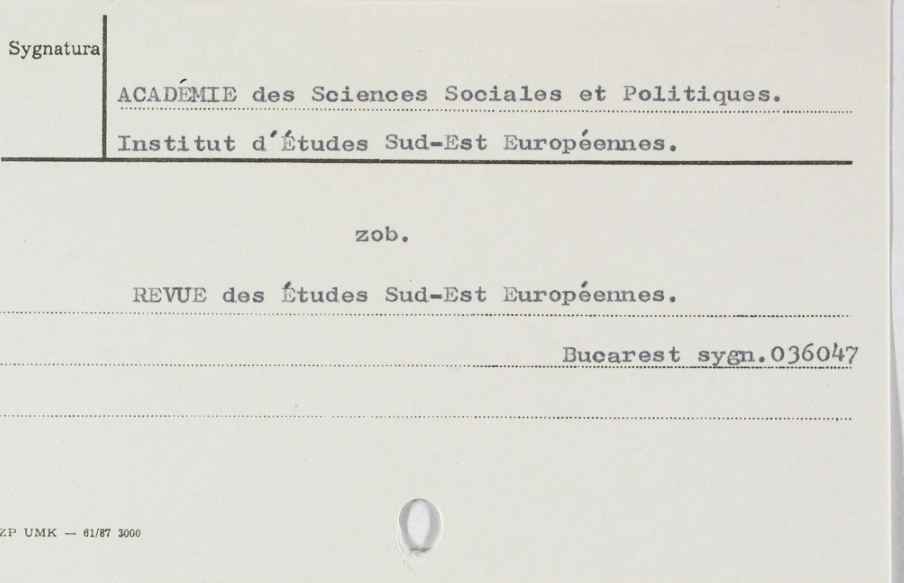 Sygnatura
ACADÉMIE des Sciences Sociales et Politiques.
Institut d'Études Sud-Est Européennes.
zob.
REVUE des Études Sud-Est Européennes.
Bucarest sygn.036047
ZP UMK — 61/87 3000